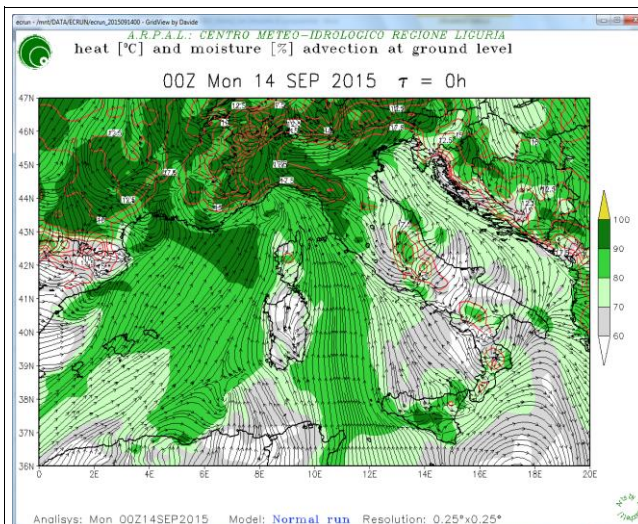 ecrun - /mnt/DATA/ECRUN/ecrun_2015091400 - GridView by Davide
A.R.P.A.L.: CENTRO METEO-IDROLOGICO REGIONE LIGURIA
heat [°C] and moisture [%] advection at ground level
00Z Mon 14 SEP 2015 τ = 0h
47N
46N
45N
44N
43N
42N
41N
40N
39N
38N
37N
36N
0
2E
4E
6E
8E
10E
12E
14E
16E
18E
20E
100
90
80
70
60
Analisys: Mon 00Z14SEP2015 Model: Normal run Resolution: 0.25°x0.25°